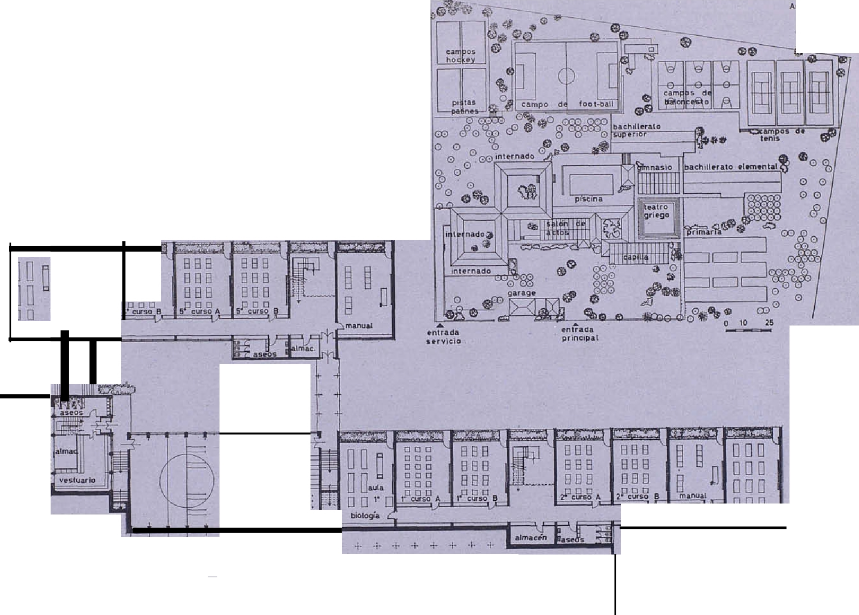 A
campos
hockey
pistas
patines
campo de foot-ball
campos de
baloncesto
campos de
tenis
bachillerato
superior
internado
gimnasio
bachillerato elemental
piscina
teatro
griego
salon de
actos
internado
primaria
internado
capilla
garage
entrada
servicio
entrada
principal
0 10 25
curso B
5º curso A
5º curso B
manual
aseos
almac.
aseos
almac.
vestuario
aula
1º
biologia
1º curso A
1º curso B
2º curso A
2º curso B
manual
almacén
aseos